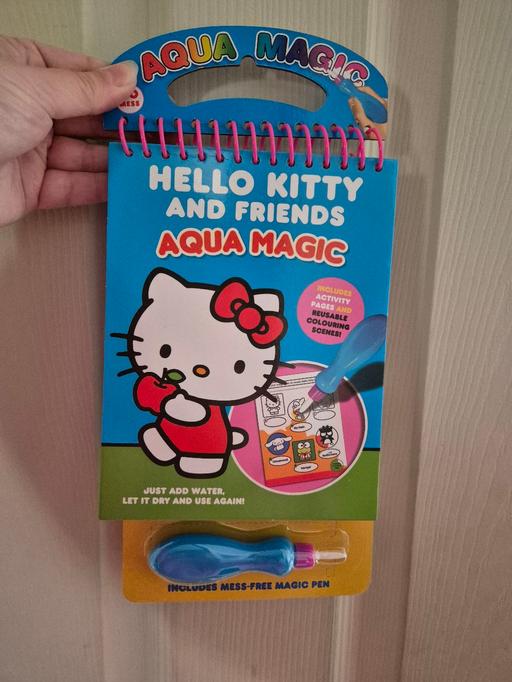 AQUA MAGIC
MESS
HELLO KITTY
AND FRIENDS
AQUA MAGIC
INCLUDES
ACTIVITY
PAGES AND
REUSABLE
COLOURING
SCENES!
JUST ADD WATER,
LET IT DRY AND USE AGAIN!
INCLUDES MESS-FREE MAGIC PEN